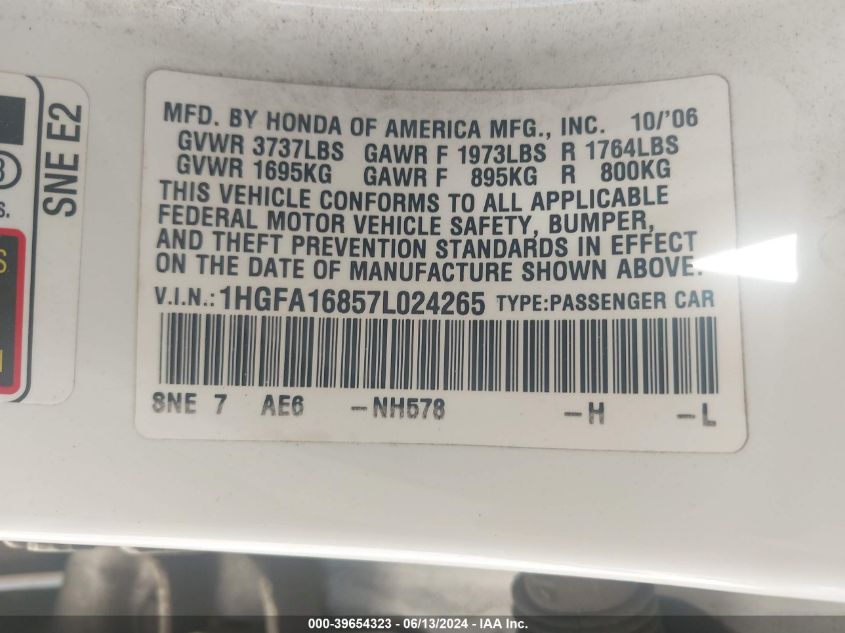 SNE E2
S.
MFD. BY HONDA OF AMERICA MFG., INC. 10/'06
GVWR 3737LBS GAWR F 1973LBS R 1764LBS
GVWR 1695KG GAWR F 895KG R 800KG
THIS VEHICLE CONFORMS TO ALL APPLICABLE
FEDERAL MOTOR VEHICLE SAFETY, BUMPER,
AND THEFT PREVENTION STANDARDS IN EFFECT
ON THE DATE OF MANUFACTURE SHOWN ABOVE.
V.I.N.: 1HGFA16857L024265 TYPE:PASSENGER CAR
SNE 7 AE6 -NH578 -H -L
000-39654323 - 06/13/2024 - IAA Inc.